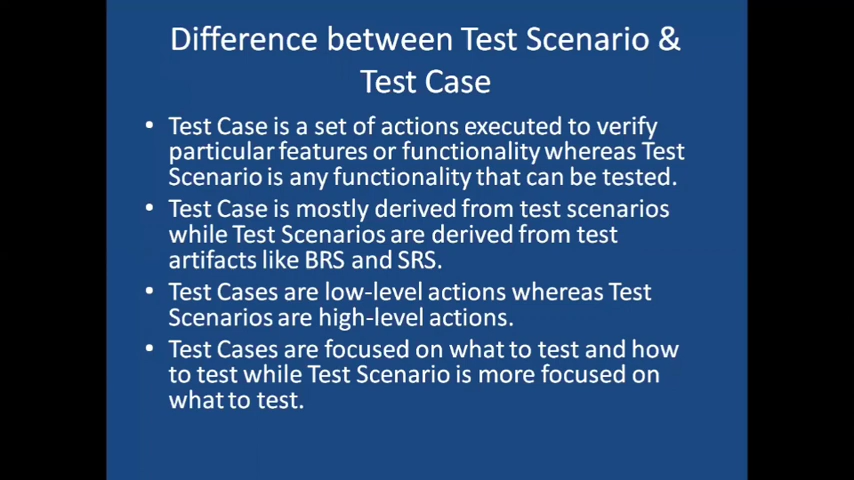 Difference between Test Scenario &
Test Case
• Test Case is a set of actions executed to verify
particular features or functionality whereas Test
Scenario is any functionality that can be tested.
• Test Case is mostly derived from test scenarios
while Test Scenarios are derived from test
artifacts like BRS and SRS.
• Test Cases are low-level actions whereas Test
Scenarios are high-level actions.
• Test Cases are focused on what to test and how
to test while Test Scenario is more focused on
what to test.